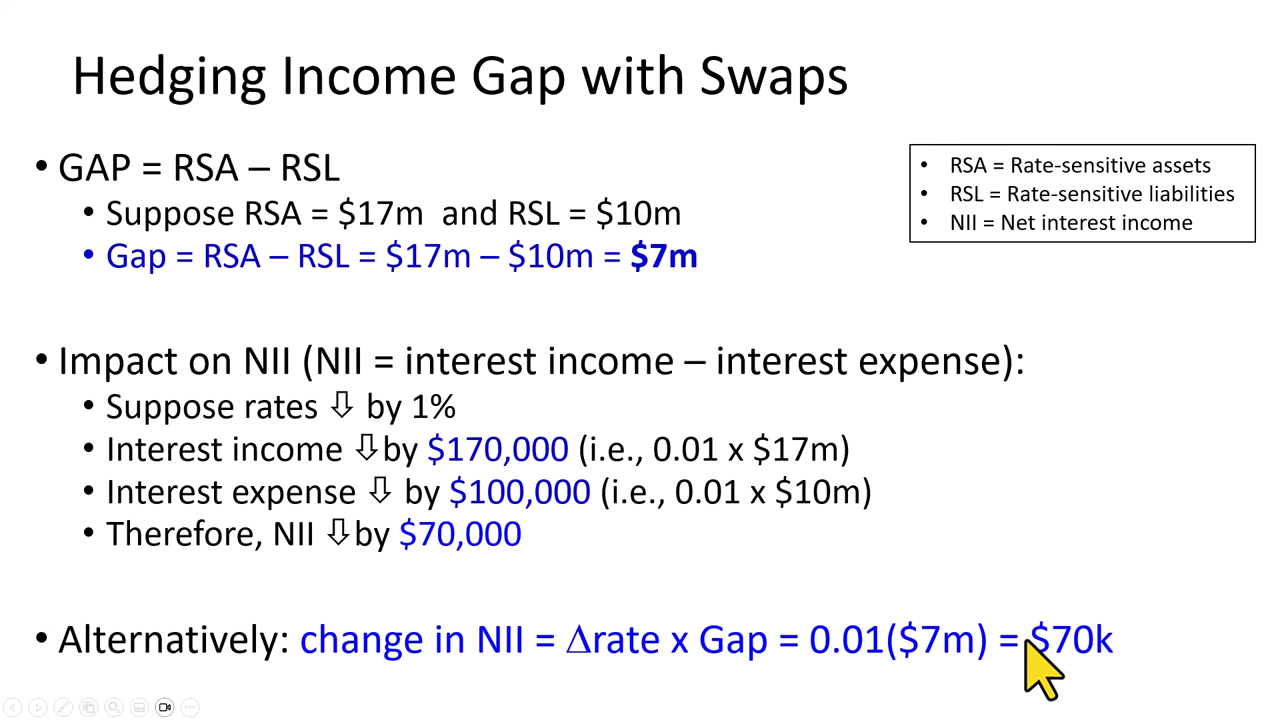 Hedging Income Gap with Swaps
• GAP = RSA – RSL
• Suppose RSA = $17m and RSL = $10m
• Gap = RSA – RSL = $17m – $10m = $7m
• RSA = Rate-sensitive assets
• RSL = Rate-sensitive liabilities
• NII = Net interest income
• Impact on NII (NII = interest income – interest expense):
• Suppose rates ⇩ by 1%
• Interest income ⇩by $170,000 (i.e., 0.01 x $17m)
• Interest expense ⇩ by $100,000 (i.e., 0.01 x $10m)
• Therefore, NII ⇩by $70,000
• Alternatively: change in NII = ∆rate x Gap = 0.01($7m) = $70k